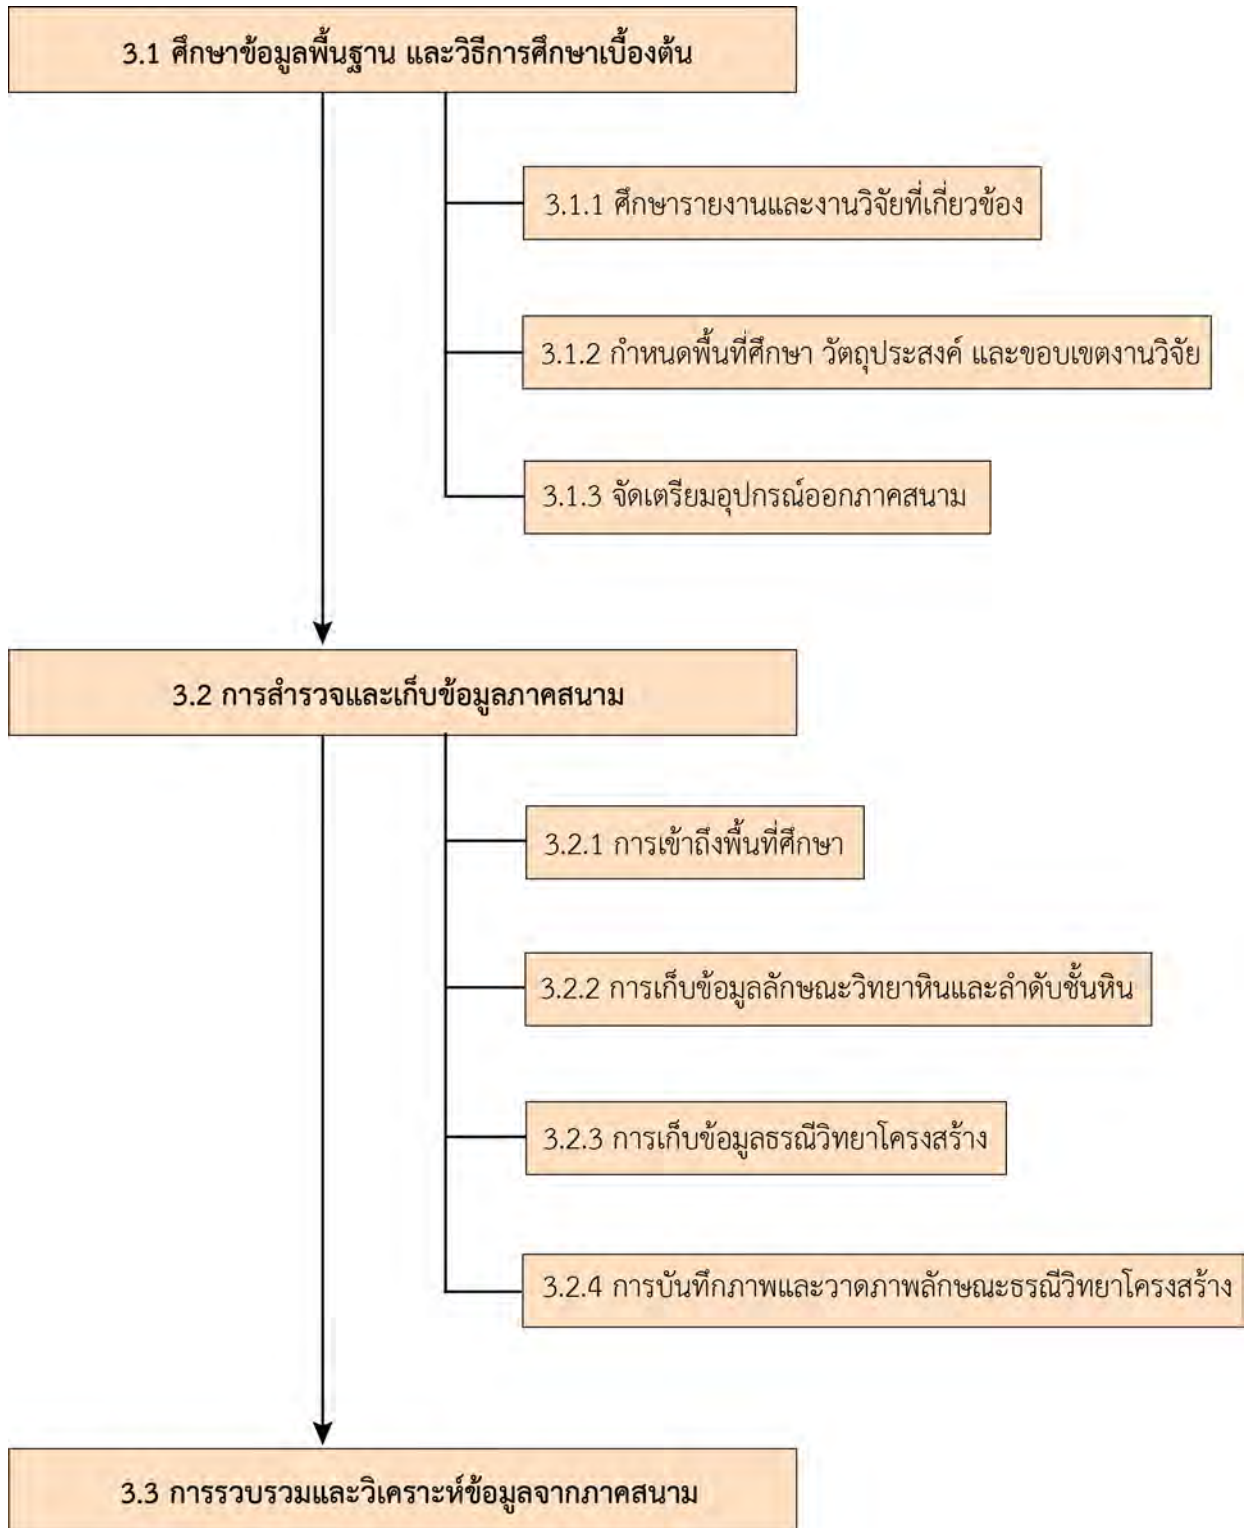 3.1 ศึกษาข้อมูลพื้นฐาน และวิธีการศึกษาเบื้องต้น
3.1.1 ศึกษารายงานและงานวิจัยที่เกี่ยวข้อง
3.1.2 กำหนดพื้นที่ศึกษา วัตถุประสงค์ และขอบเขตงานวิจัย
3.1.3 จัดเตรียมอุปกรณ์ออกภาคสนาม
3.2 การสำรวจและเก็บข้อมูลภาคสนาม
3.2.1 การเข้าถึงพื้นที่ศึกษา
3.2.2 การเก็บข้อมูลลักษณะวิทยาหินและลำดับชั้นหิน
3.2.3 การเก็บข้อมูลธรณีวิทยาโครงสร้าง
3.2.4 การบันทึกภาพและวาดภาพลักษณะธรณีวิทยาโครงสร้าง
3.3 การรวบรวมและวิเคราะห์ข้อมูลจากภาคสนาม